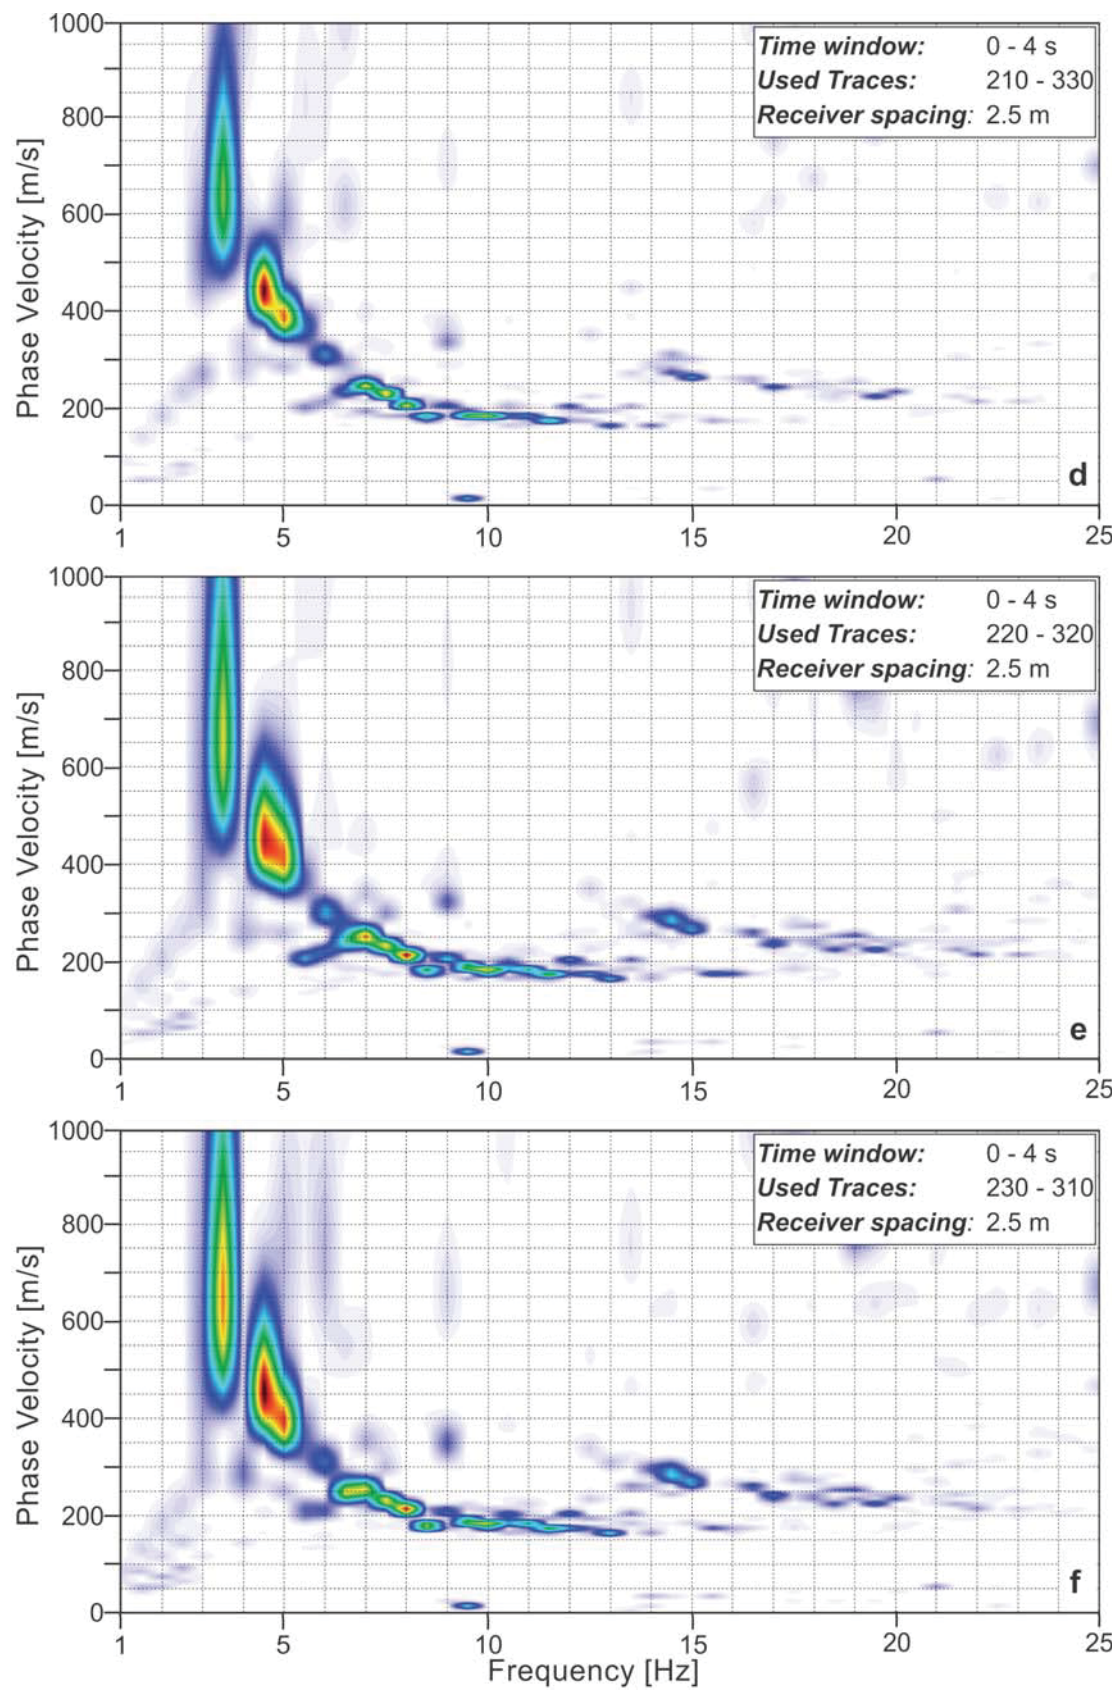 1000
Time window: 0 - 4 s
Used Traces: 210 - 330
Receiver spacing: 2.5 m
800
600
400
200
0
Phase Velocity [m/s]
d
1 5 10 15 20 25
1000
Time window: 0 - 4 s
Used Traces: 220 - 320
Receiver spacing: 2.5 m
800
600
400
200
0
Phase Velocity [m/s]
e
1 5 10 15 20 25
1000
Time window: 0 - 4 s
Used Traces: 230 - 310
Receiver spacing: 2.5 m
800
600
400
200
0
Phase Velocity [m/s]
f
1 5 10 15 20 25
Frequency [Hz]